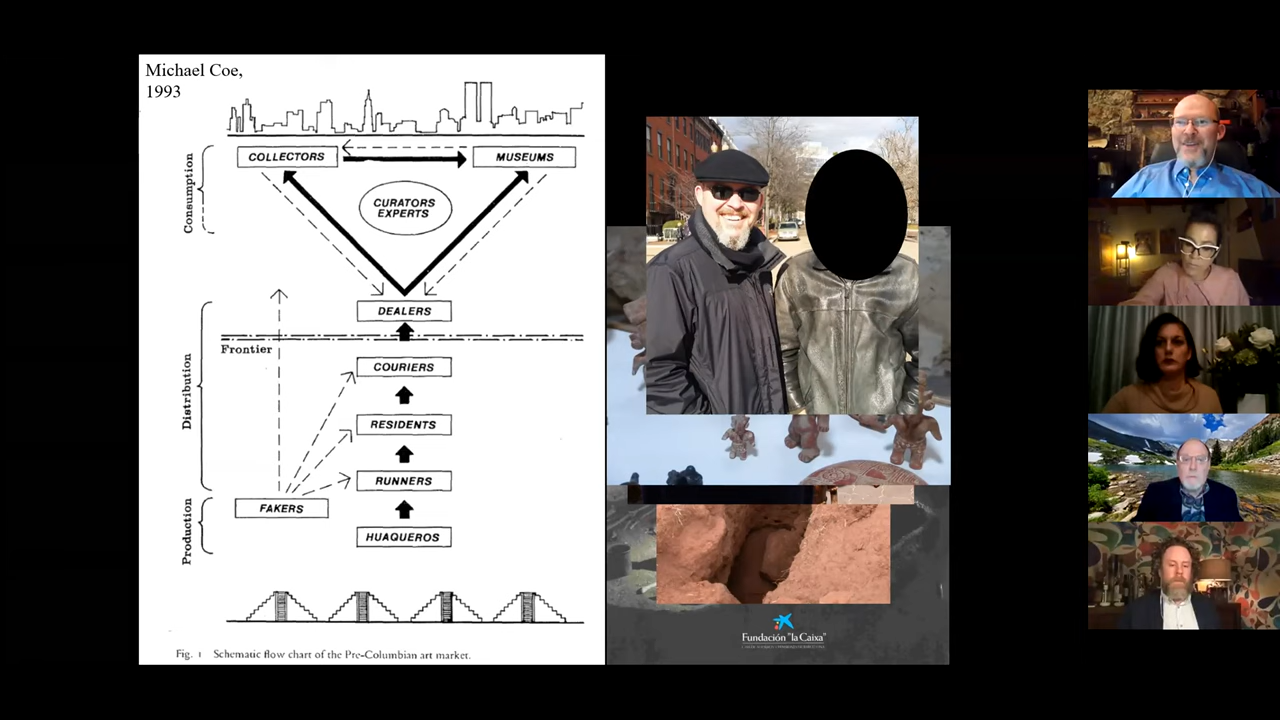 Michael Coe,
1993
COLLECTORS
MUSEUMS
CURATORS
EXPERTS
Consumption
DEALERS
Frontier
COURIERS
Distribution
RESIDENTS
RUNNERS
FAKERS
Production
HUAQUEROS
Fig. 1 Schematic flow chart of the Pre-Columbian art market.
Fundación "la Caixa"